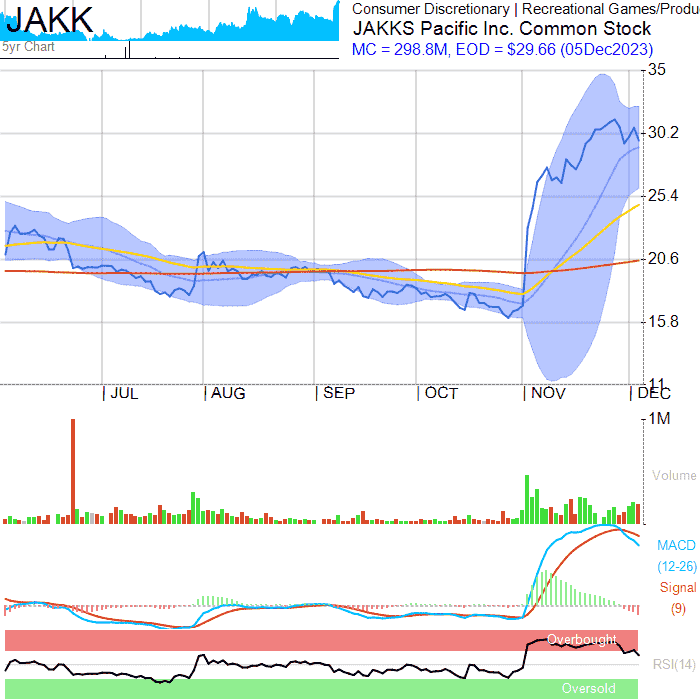 JAKK
5yr Chart
Consumer Discretionary | Recreational Games/Produ
JAKKS Pacific Inc. Common Stock
MC = 298.8M, EOD = $29.66 (05Dec2023)
35
30.2
25.4
20.6
15.8
11
JUL
AUG
SEP
OCT
NOV
DEC
1M
Volume
MACD
(12-26)
Signal
(9)
Overbought
RSI(14)
Oversold